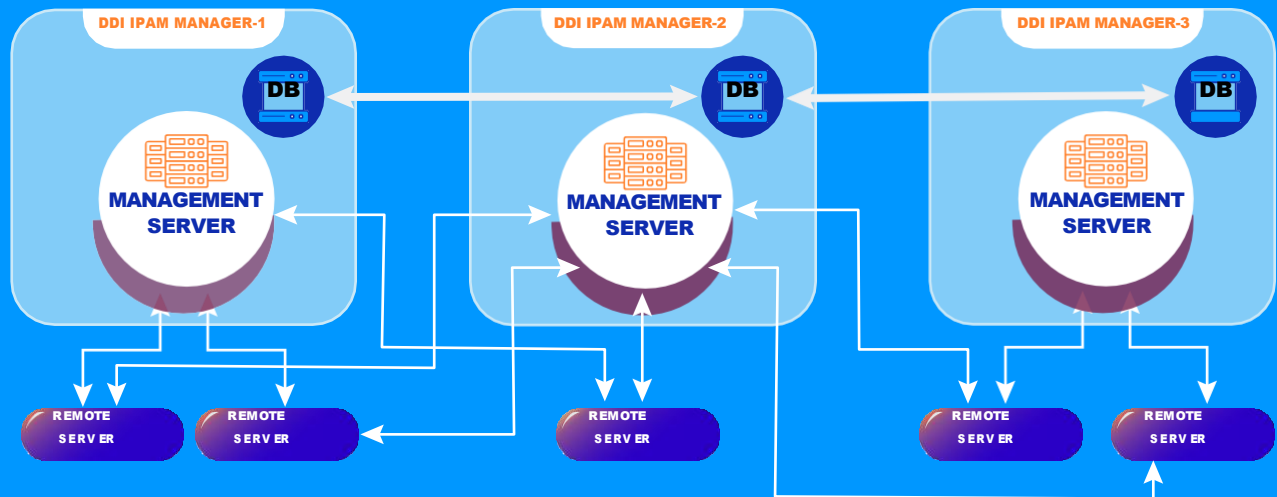 DDI IPAM MANAGER-1
DDI IPAM MANAGER-2
DDI IPAM MANAGER-3
DB
DB
DB
MANAGEMENT
SERVER
MANAGEMENT
SERVER
MANAGEMENT
SERVER
REMOTE
SERVER
REMOTE
SERVER
REMOTE
SERVER
REMOTE
SERVER
REMOTE
SERVER